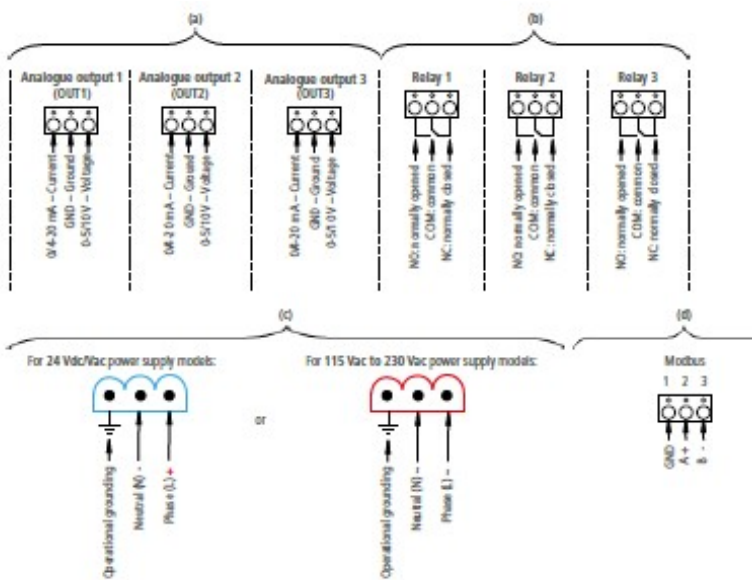 (a)
(b)
Analogue output 1
(OUT1)
Analogue output 2
(OUT2)
Analogue output 3
(OUT3)
Relay 1
Relay 2
Relay 3
0/4-20 mA – Current
GND – Ground
0-5/10 V – Voltage
0/4-20 mA – Current
GND – Ground
0-5/10 V – Voltage
0/4-20 mA – Current
GND – Ground
0-5/10 V – Voltage
NO: normally opened
COM: common
NC: normally closed
NO: normally opened
COM: common
NC: normally closed
NO: normally opened
COM: common
NC: normally closed
(c)
(d)
For 24 Vdc/Vac power supply models:
or
For 115 Vac to 230 Vac power supply models:
Modbus
1 2 3
Operational grounding
Neutral (N) -
Phase (L) +
Operational grounding
Neutral (N) ~
Phase (L) ~
GND
A +
B -